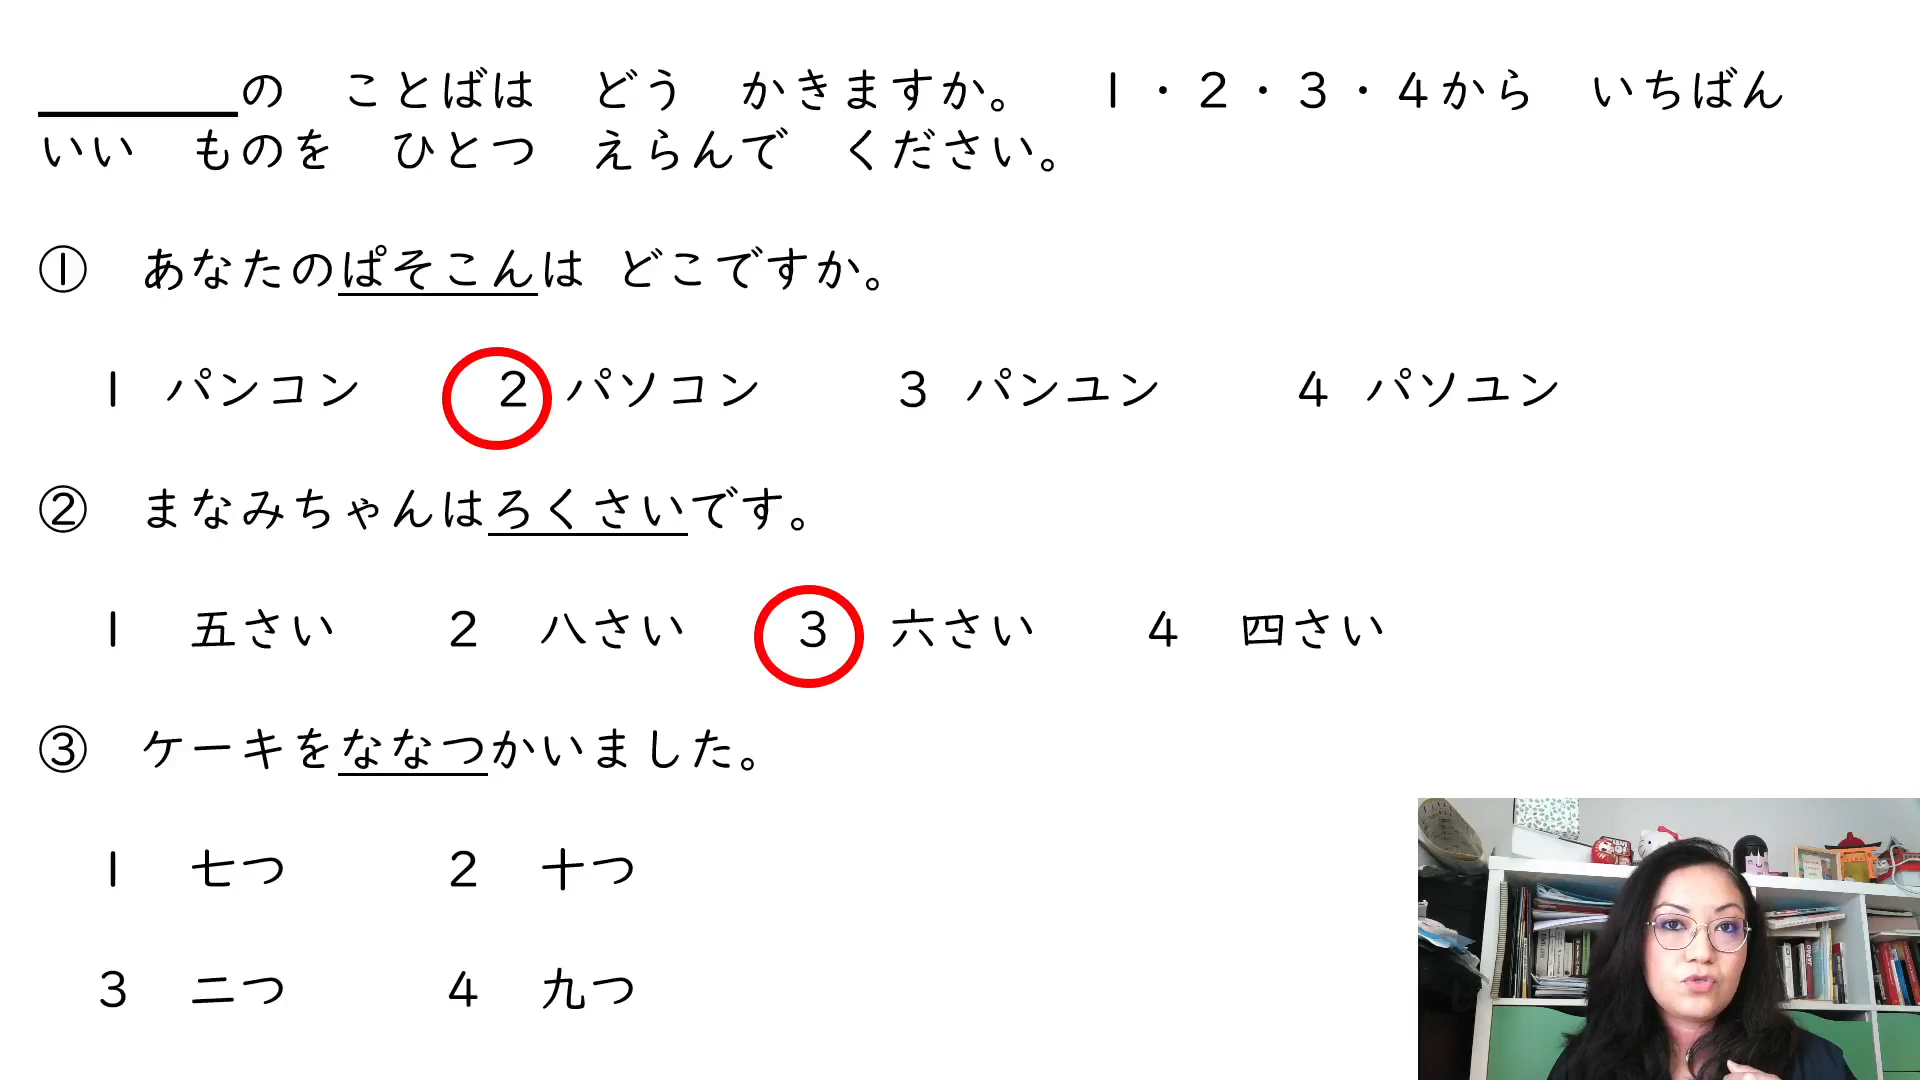 ______の　ことばは　どう　かきますか。　１・２・３・４から　いちばん
いい　ものを　ひとつ　えらんで　ください。
①　あなたのぱそこんは どこですか。
1 パンコン　2 パソコン　3 パンユン　4 パソユン
②　まなみちゃんはろくさいです。
1　五さい　2　八さい　3　六さい　4　四さい
③　ケーキをななつかいました。
1　七つ　2　十つ
3　二つ　4　九つ